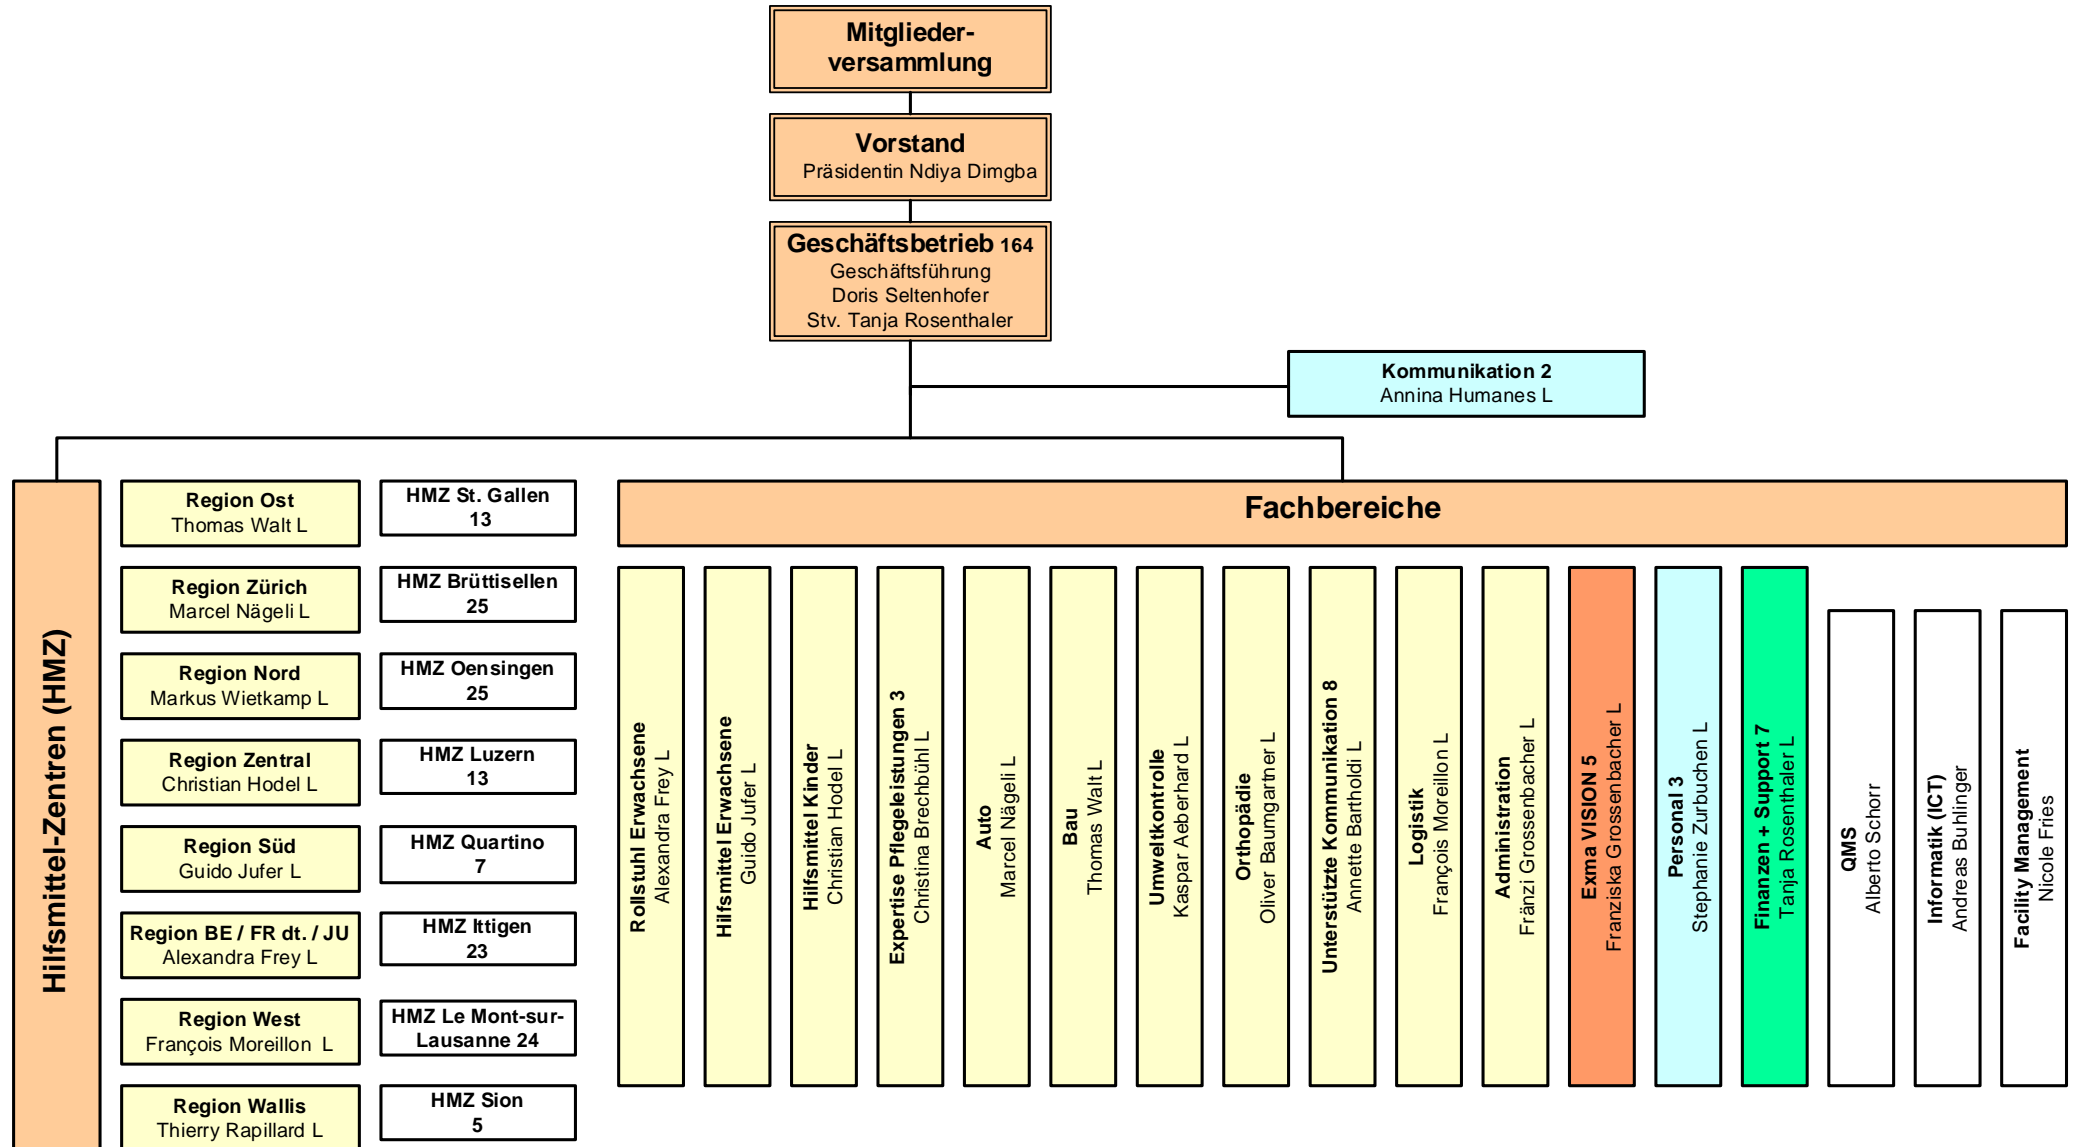 Mitglieder-
versammlung
Vorstand
Präsidentin Ndiya Dimgba
Geschäftsbetrieb 164
Geschäftsführung
Doris Seltenhofer
Stv. Tanja Rosenthaler
Kommunikation 2
Annina Humanes L
Hilfsmittel-Zentren (HMZ)
Region Ost
Thomas Walt L
HMZ St. Gallen
13
Region Zürich
Marcel Nägeli L
HMZ Brüttisellen
25
Region Nord
Markus Wietkamp L
HMZ Oensingen
25
Region Zentral
Christian Hodel L
HMZ Luzern
13
Region Süd
Guido Jufer L
HMZ Quartino
7
Region BE / FR dt. / JU
Alexandra Frey L
HMZ Ittigen
23
Region West
François Moreillon L
HMZ Le Mont-sur-
Lausanne 24
Region Wallis
Thierry Rapillard L
HMZ Sion
5
Fachbereiche
Rollstuhl Erwachsene
Alexandra Frey L
Hilfsmittel Erwachsene
Guido Jufer L
Hilfsmittel Kinder
Christian Hodel L
Expertise Pflegeleistungen 3
Christina Brechbühl L
Auto
Marcel Nägeli L
Bau
Thomas Walt L
Umweltkontrolle
Kaspar Aeberhard L
Orthopädie
Oliver Baumgartner L
Unterstützte Kommunikation 8
Annette Bartholdi L
Logistik
François Moreillon L
Administration
Fränzi Grossenbacher L
Exma VISION 5
Franziska Grossenbacher L
Personal 3
Stephanie Zurbuchen L
Finanzen + Support 7
Tanja Rosenthaler L
QMS
Alberto Schorr
Informatik (ICT)
Andreas Buhlinger
Facility Management
Nicole Fries